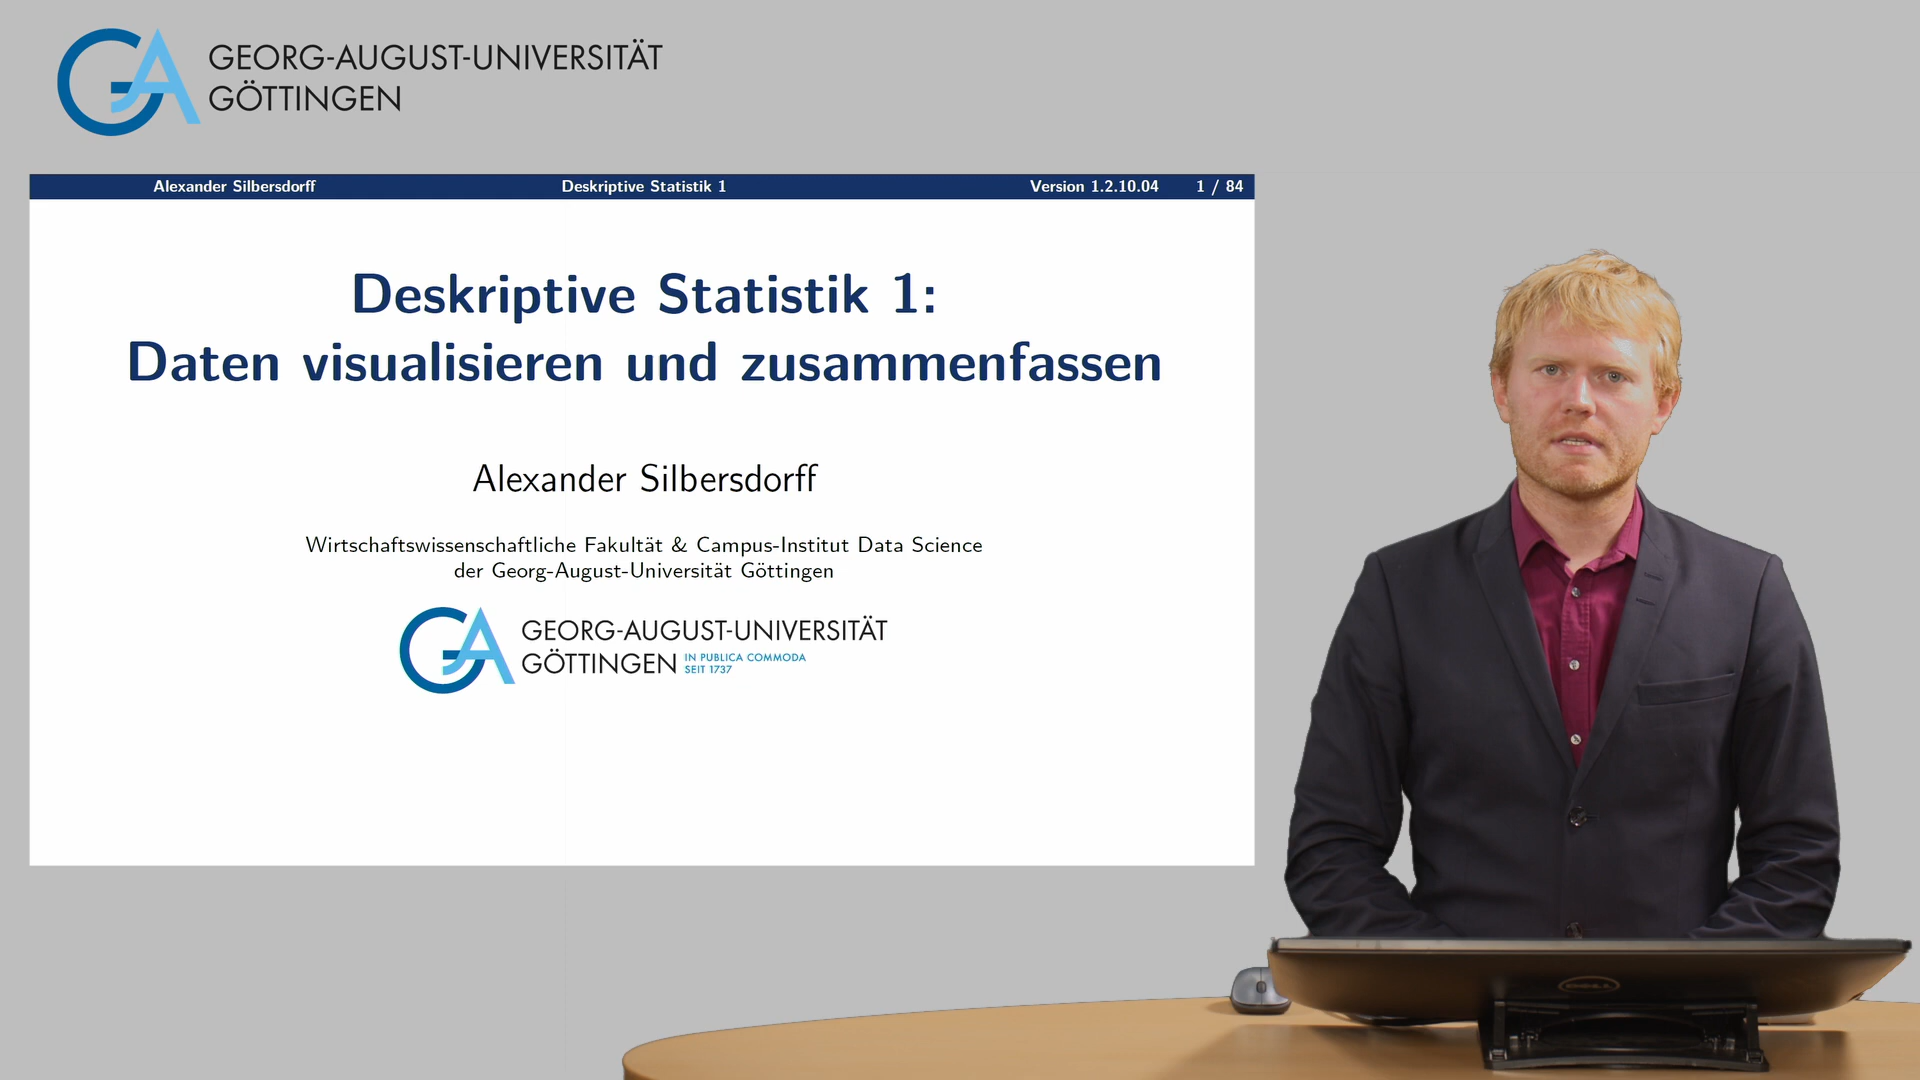 GEORG-AUGUST-UNIVERSITÄT
GÖTTINGEN
Alexander Silbersdorff Deskriptive Statistik 1 Version 1.2.10.04 1 / 84
Deskriptive Statistik 1:
Daten visualisieren und zusammenfassen
Alexander Silbersdorff
Wirtschaftswissenschaftliche Fakultät & Campus-Institut Data Science
der Georg-August-Universität Göttingen
GEORG-AUGUST-UNIVERSITÄT
GÖTTINGEN IN PUBLICA COMMODA
SEIT 1737
DELL